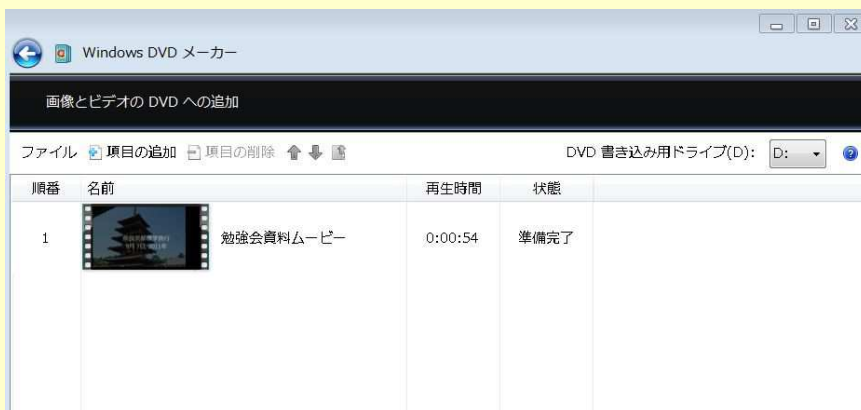 Windows DVD メーカー
画像とビデオの DVD への追加
ファイル 項目の追加 項目の削除 DVD 書き込み用ドライブ(D): D:
順番 名前 再生時間 状態
1 勉強会資料ムービー 0:00:54 準備完了